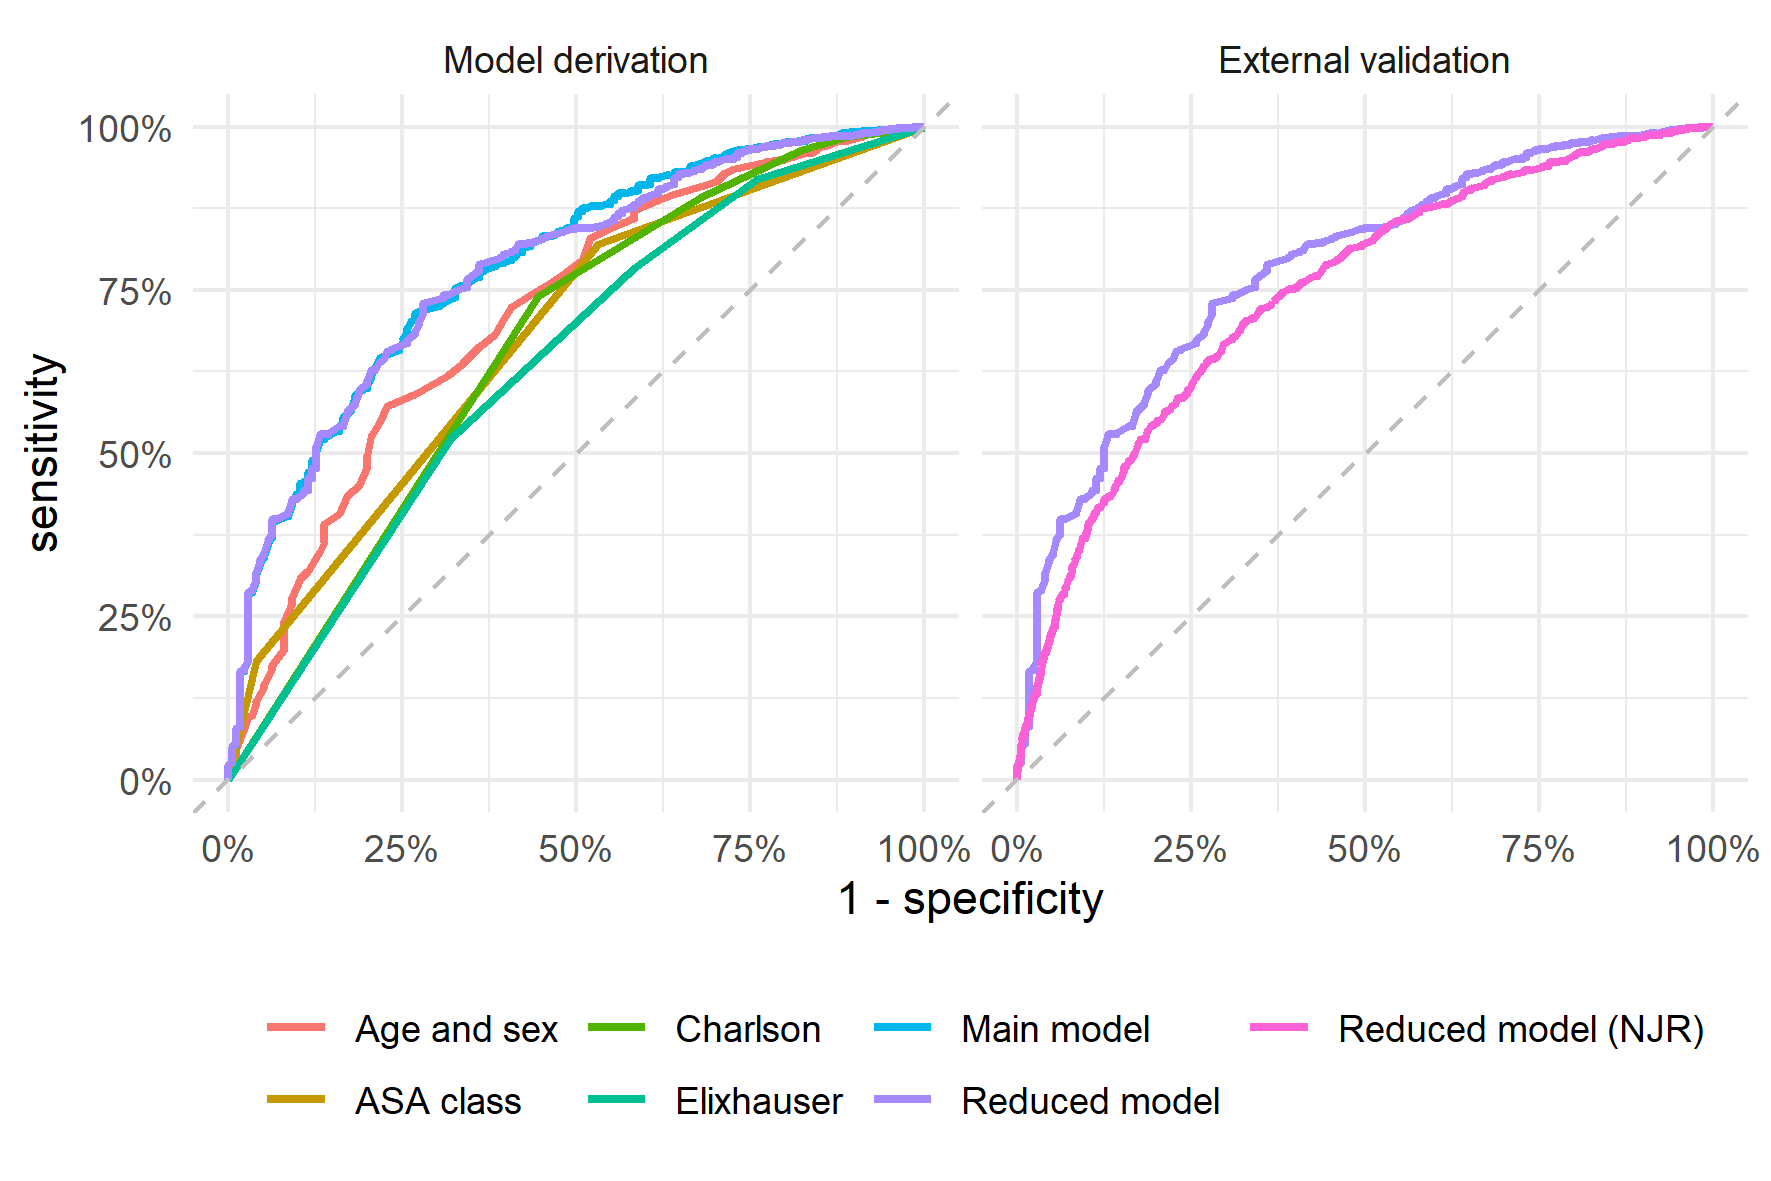 Model derivation External validation
100%
75%
50%
25%
0%
sensitivity
0% 25% 50% 75% 100% 0% 25% 50% 75% 100%
1 - specificity
Age and sex Charlson Main model Reduced model (NJR)
ASA class Elixhauser Reduced model